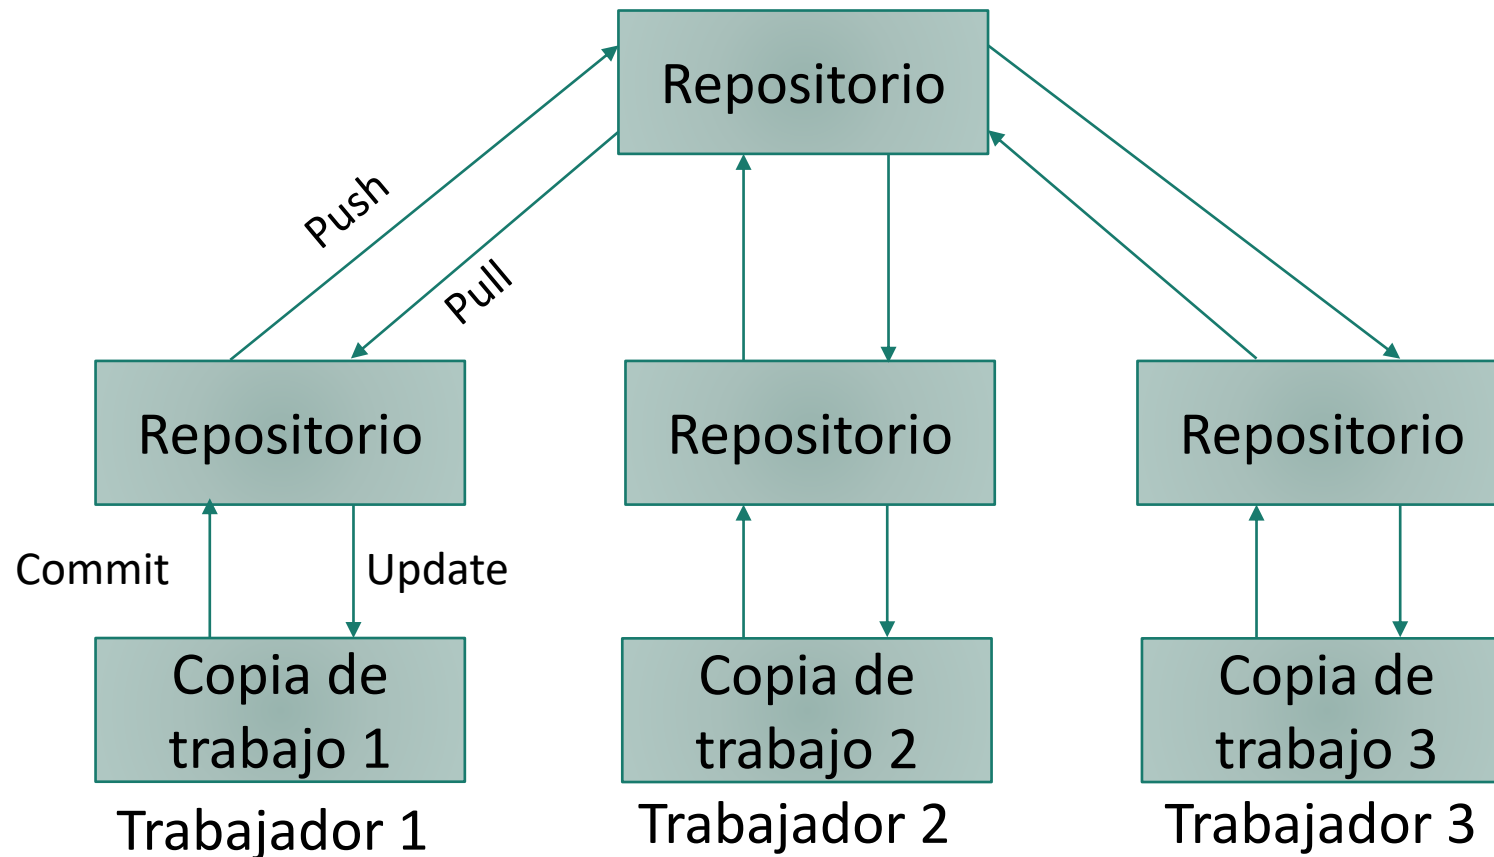 Repositorio
Push
Pull
Repositorio
Repositorio
Repositorio
Commit
Update
Copia de
trabajo 1
Copia de
trabajo 2
Copia de
trabajo 3
Trabajador 1
Trabajador 2
Trabajador 3